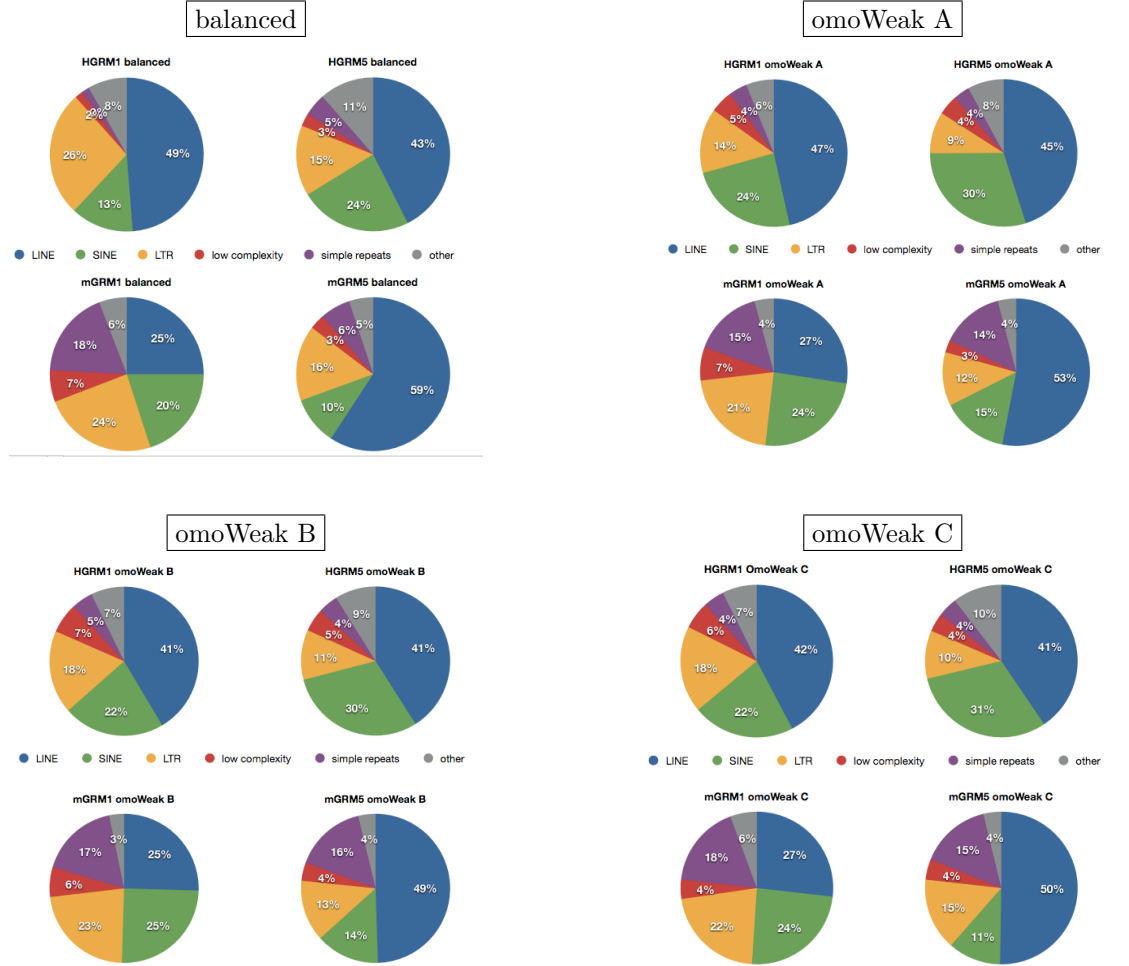 balanced
HGRM1 balanced HGRM5 balanced
8% 2% 26% 13% 49%
11% 5% 3% 15% 24% 43%
LINE SINE LTR low complexity simple repeats other
mGRM1 balanced mGRM5 balanced
6% 18% 7% 24% 20% 25%
5% 6% 3% 16% 10% 59%
omoWeak A
HGRM1 omoWeak A HGRM5 omoWeak A
6% 4% 5% 14% 24% 47%
8% 4% 4% 9% 30% 45%
LINE SINE LTR low complexity simple repeats other
mGRM1 omoWeak A mGRM5 omoWeak A
4% 15% 7% 21% 24% 27%
4% 14% 3% 12% 15% 53%
omoWeak B
HGRM1 omoWeak B HGRM5 omoWeak B
7% 5% 7% 18% 22% 41%
9% 4% 5% 11% 30% 41%
LINE SINE LTR low complexity simple repeats other
mGRM1 omoWeak B mGRM5 omoWeak B
3% 17% 6% 23% 25% 25%
4% 16% 4% 13% 14% 49%
omoWeak C
HGRM1 OmoWeak C HGRM5 omoWeak C
7% 4% 6% 18% 22% 42%
10% 4% 4% 10% 31% 41%
LINE SINE LTR low complexity simple repeats other
mGRM1 omoWeak C mGRM5 omoWeak C
6% 18% 4% 22% 24% 27%
4% 15% 4% 15% 11% 50%